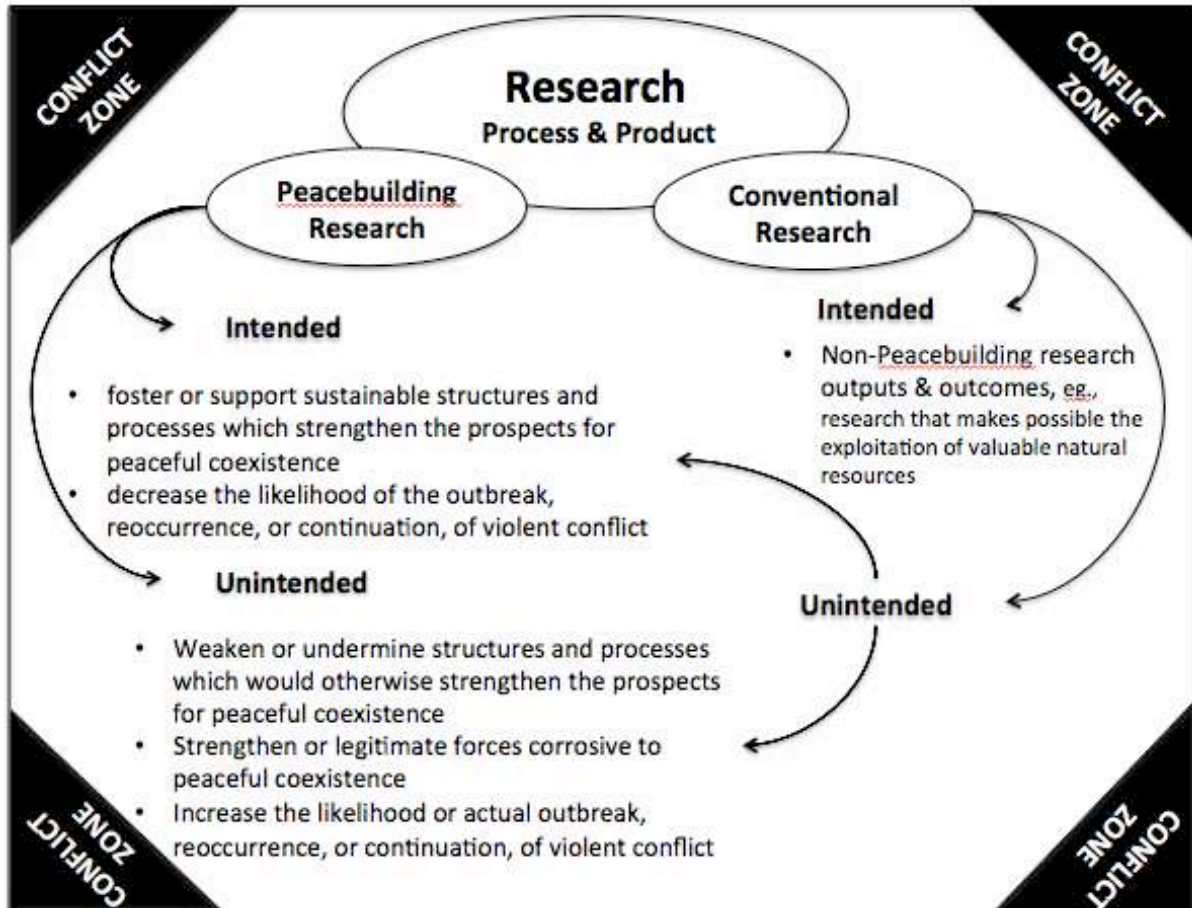 CONFLICT
ZONE
CONFLICT
ZONE
Research
Process & Product
Peacebuilding
Research
Conventional
Research
Intended
• foster or support sustainable structures and
processes which strengthen the prospects for
peaceful coexistence
• decrease the likelihood of the outbreak,
reoccurrence, or continuation, of violent conflict
Unintended
• Weaken or undermine structures and processes
which would otherwise strengthen the prospects
for peaceful coexistence
• Strengthen or legitimate forces corrosive to
peaceful coexistence
• Increase the likelihood or actual outbreak,
reoccurrence, or continuation, of violent conflict
Intended
• Non-Peacebuilding research
outputs & outcomes, eg.,
research that makes possible the
exploitation of valuable natural
resources
Unintended
CONFLICT
ZONE
CONFLICT
ZONE